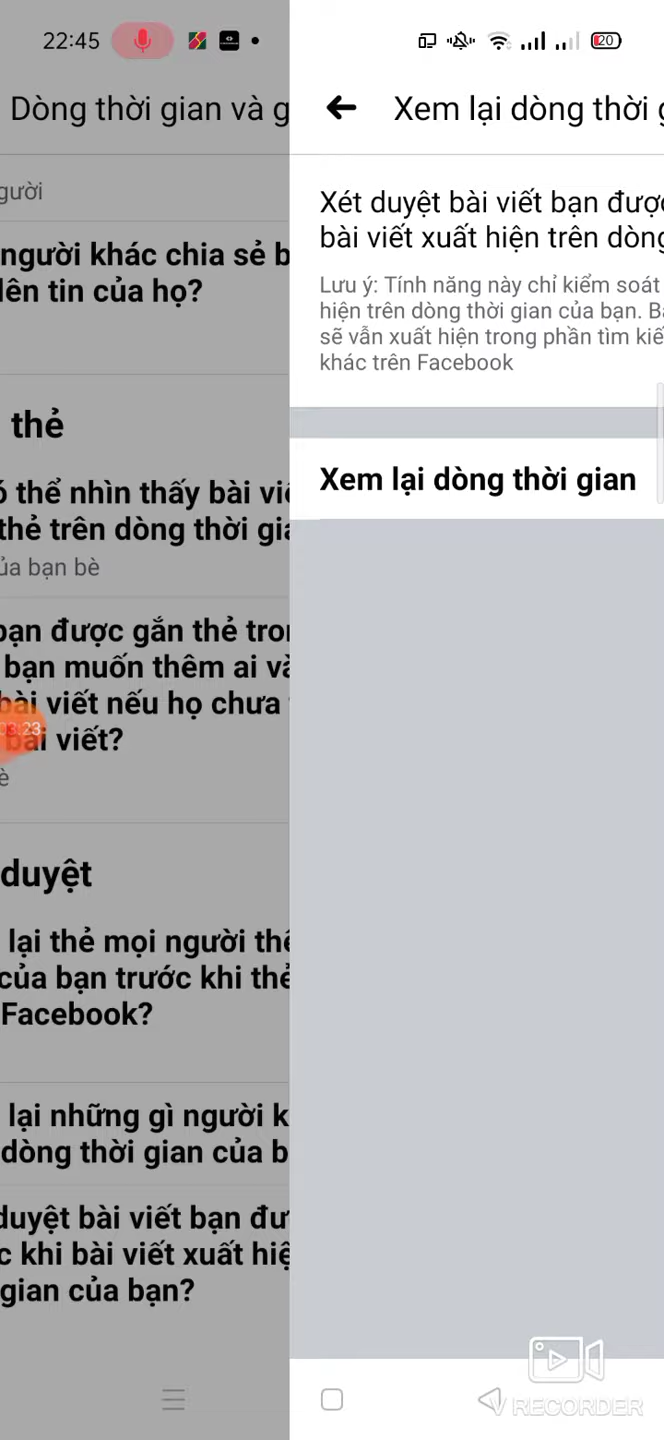 22:45
20
Dòng thời gian và g
gười
người khác chia sẻ b
lên tin của họ?
thẻ
ó thể nhìn thấy bài viế
thẻ trên dòng thời gia
ủa bạn bè
bạn được gắn thẻ tron
bạn muốn thêm ai và
bài viết nếu họ chưa
bài viết?
03:23
è
duyệt
lại thẻ mọi người thê
của bạn trước khi thẻ
Facebook?
lại những gì người k
dòng thời gian của b
duyệt bài viết bạn đư
c khi bài viết xuất hiệ
gian của bạn?
Xem lại dòng thời g
Xét duyệt bài viết bạn được
bài viết xuất hiện trên dòng
Lưu ý: Tính năng này chỉ kiểm soát
hiện trên dòng thời gian của bạn. Bà
sẽ vẫn xuất hiện trong phần tìm kiế
khác trên Facebook
Xem lại dòng thời gian
V RECORDER